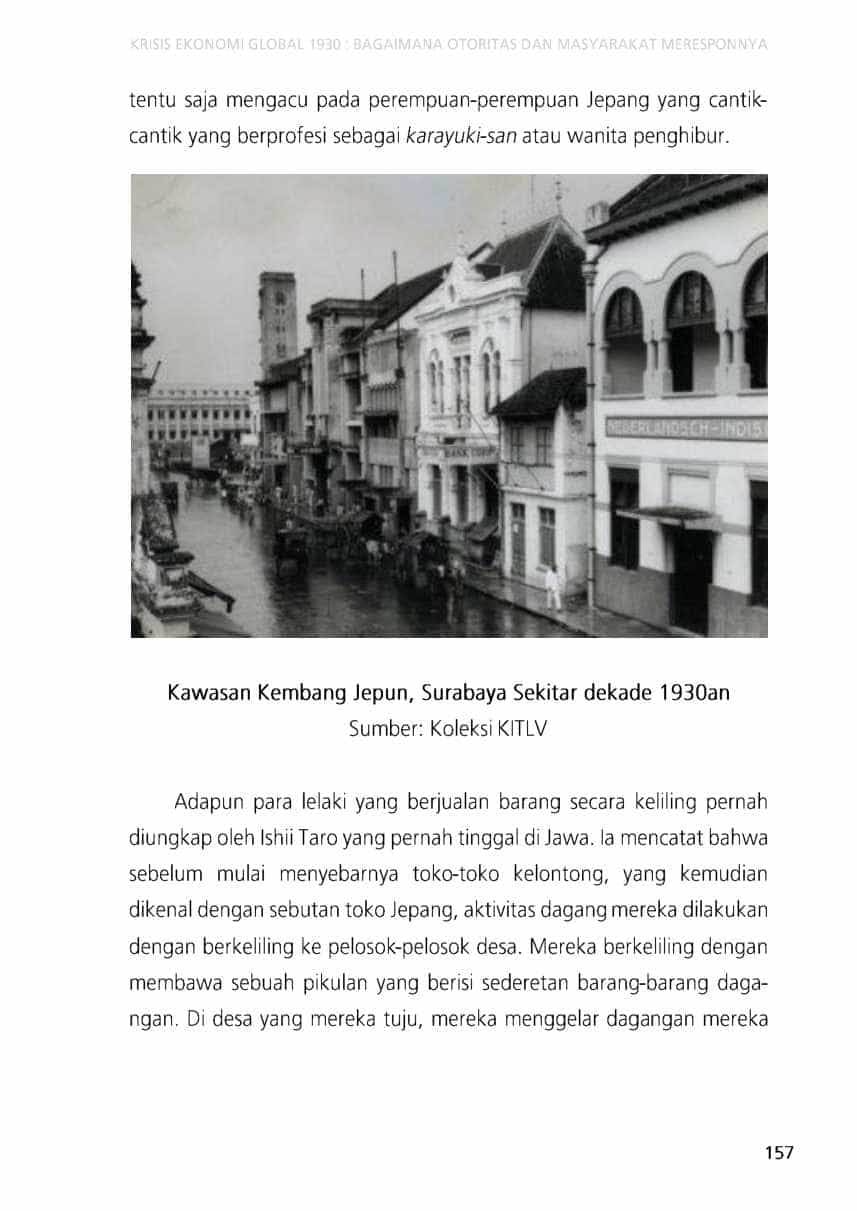 KRISIS EKONOMI GLOBAL 1930 : BAGAIMANA OTORITAS DAN MASYARAKAT MERESPONNYA
tentu saja mengacu pada perempuan-perempuan Jepang yang cantik-
cantik yang berprofesi sebagai karayuki-san atau wanita penghibur.
BANK
NEDERLANDSCH-INDIS
Kawasan Kembang Jepun, Surabaya Sekitar dekade 1930an
Sumber: Koleksi KITLV
Adapun para lelaki yang berjualan barang secara keliling pernah
diungkap oleh Ishii Taro yang pernah tinggal di Jawa. Ia mencatat bahwa
sebelum mulai menyebarnya toko-toko kelontong, yang kemudian
dikenal dengan sebutan toko Jepang, aktivitas dagang mereka dilakukan
dengan berkeliling ke pelosok-pelosok desa. Mereka berkeliling dengan
membawa sebuah pikulan yang berisi sederetan barang-barang daga-
ngan. Di desa yang mereka tuju, mereka menggelar dagangan mereka
157